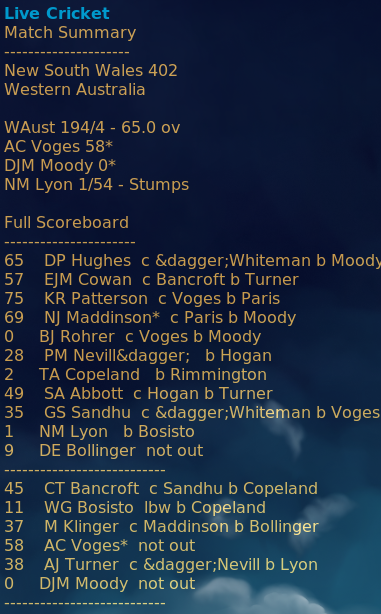 Live Cricket
Match Summary
---------------------
New South Wales 402
Western Australia
WAust 194/4 - 65.0 ov
AC Voges 58*
DJM Moody 0*
NM Lyon 1/54 - Stumps
Full Scoreboard
----------------------
65 DP Hughes c &dagger;Whiteman b Moody
57 EJM Cowan c Bancroft b Turner
75 KR Patterson c Voges b Paris
69 NJ Maddinson* c Paris b Moody
0 BJ Rohrer c Voges b Moody
28 PM Nevill&dagger; b Hogan
2 TA Copeland b Rimmington
49 SA Abbott c Hogan b Turner
35 GS Sandhu c &dagger;Whiteman b Voges
1 NM Lyon b Bosisto
9 DE Bollinger not out
---------------------------
45 CT Bancroft c Sandhu b Copeland
11 WG Bosisto lbw b Copeland
37 M Klinger c Maddinson b Bollinger
58 AC Voges* not out
38 AJ Turner c &dagger;Nevill b Lyon
0 DJM Moody not out
---------------------------